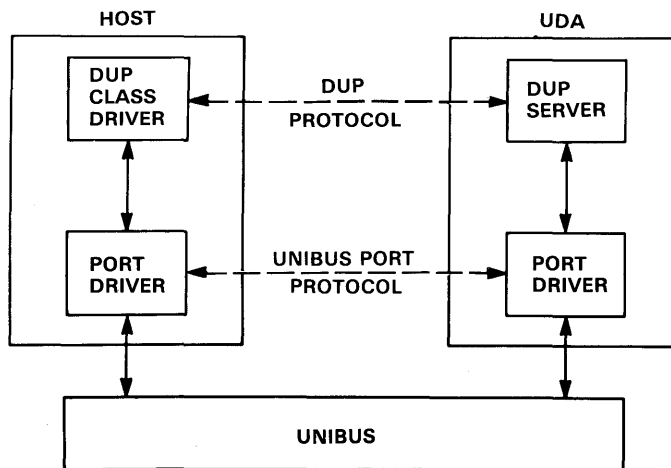 HOST
UDA
DUP
CLASS
DRIVER
DUP
PROTOCOL
DUP
SERVER
PORT
DRIVER
UNIBUS PORT
PROTOCOL
PORT
DRIVER
UNIBUS